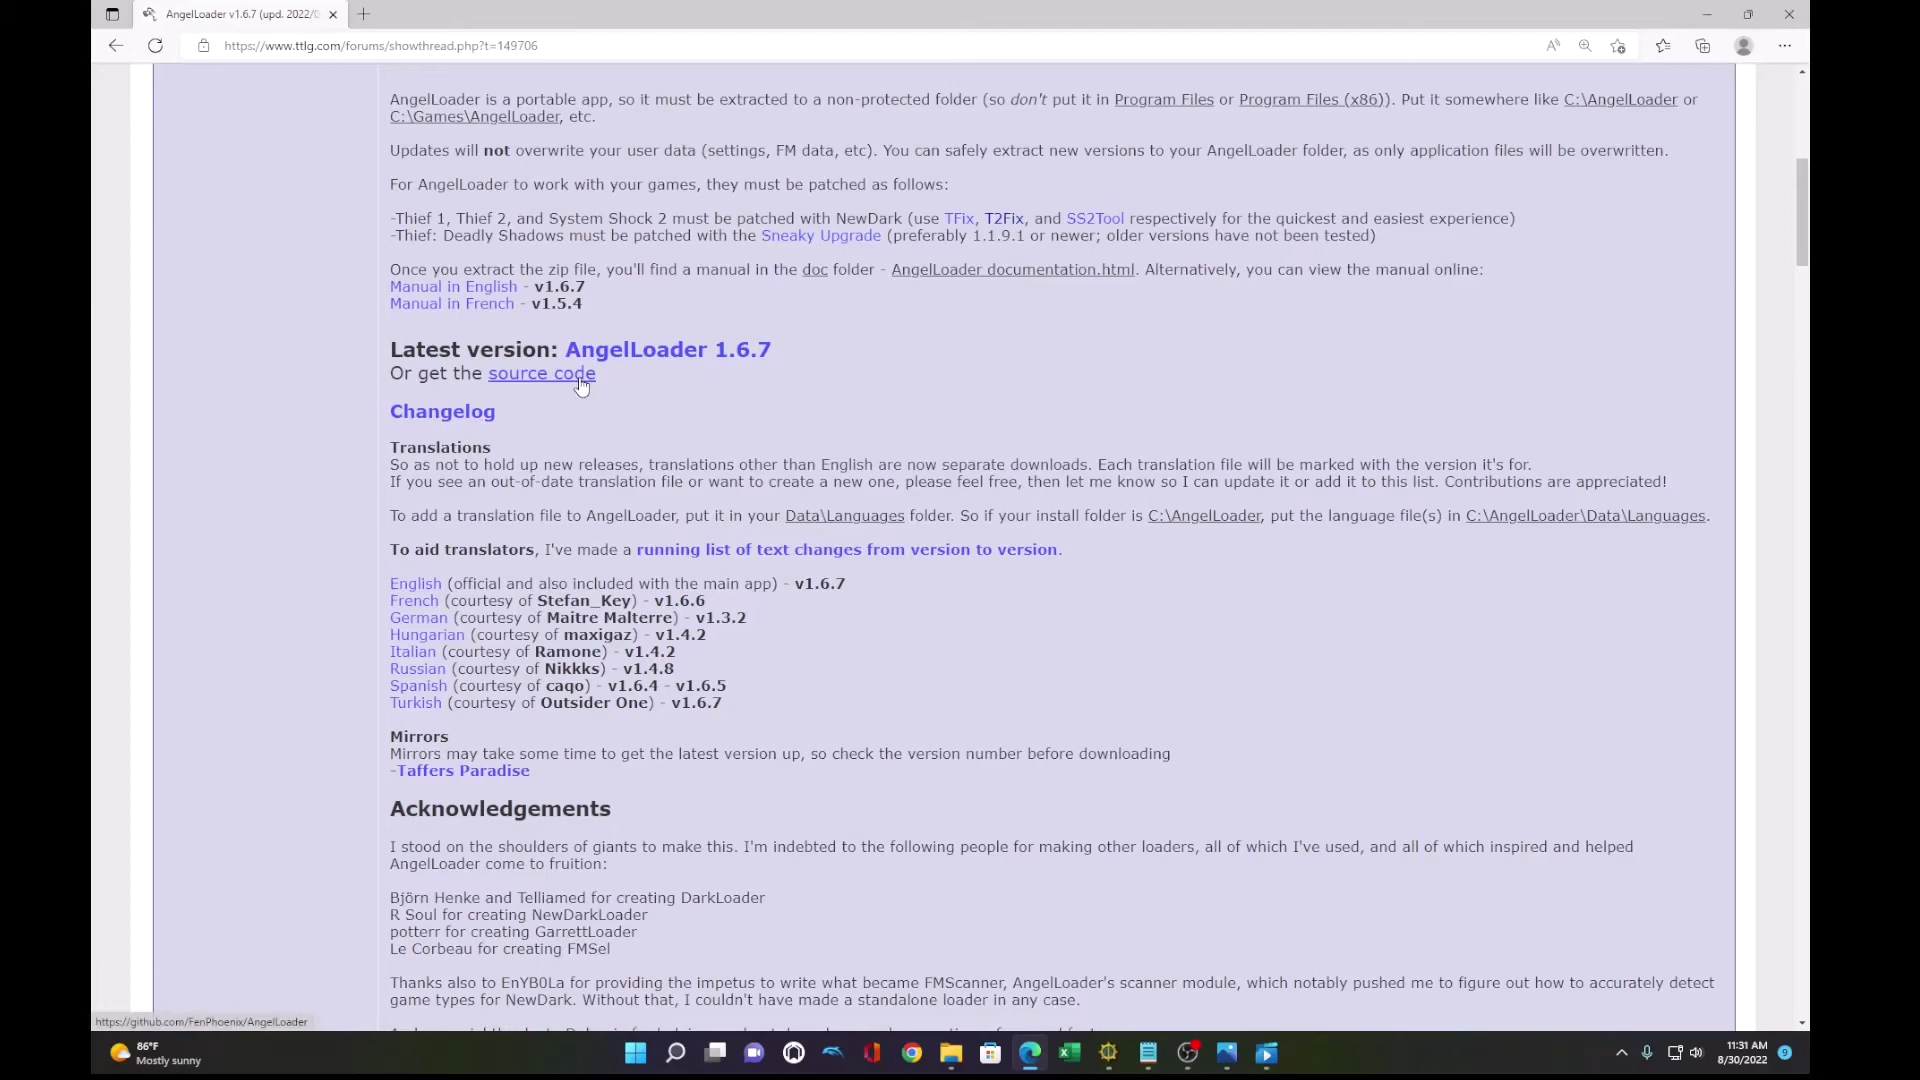 AngelLoader v1.6.7 (upd. 2022/0
https://www.ttlg.com/forums/showthread.php?t=149706
AngelLoader is a portable app, so it must be extracted to a non-protected folder (so don't put it in Program Files or Program Files (x86)). Put it somewhere like C:\AngelLoader or
C:\Games\AngelLoader, etc.
Updates will not overwrite your user data (settings, FM data, etc). You can safely extract new versions to your AngelLoader folder, as only application files will be overwritten.
For AngelLoader to work with your games, they must be patched as follows:
-Thief 1, Thief 2, and System Shock 2 must be patched with NewDark (use TFix, T2Fix, and SS2Tool respectively for the quickest and easiest experience)
-Thief: Deadly Shadows must be patched with the Sneaky Upgrade (preferably 1.1.9.1 or newer; older versions have not been tested)
Once you extract the zip file, you'll find a manual in the doc folder - AngelLoader documentation.html. Alternatively, you can view the manual online:
Manual in English - v1.6.7
Manual in French - v1.5.4
Latest version: AngelLoader 1.6.7
Or get the source code
Changelog
Translations
So as not to hold up new releases, translations other than English are now separate downloads. Each translation file will be marked with the version it's for.
If you see an out-of-date translation file or want to create a new one, please feel free, then let me know so I can update it or add it to this list. Contributions are appreciated!
To add a translation file to AngelLoader, put it in your Data\Languages folder. So if your install folder is C:\AngelLoader, put the language file(s) in C:\AngelLoader\Data\Languages.
To aid translators, I've made a running list of text changes from version to version.
English (official and also included with the main app) - v1.6.7
French (courtesy of Stefan_Key) - v1.6.6
German (courtesy of Maitre Malterre) - v1.3.2
Hungarian (courtesy of maxigaz) - v1.4.2
Italian (courtesy of Ramone) - v1.4.2
Russian (courtesy of Nikkks) - v1.4.8
Spanish (courtesy of caqo) - v1.6.4 - v1.6.5
Turkish (courtesy of Outsider One) - v1.6.7
Mirrors
Mirrors may take some time to get the latest version up, so check the version number before downloading
-Taffers Paradise
Acknowledgements
I stood on the shoulders of giants to make this. I'm indebted to the following people for making other loaders, all of which I've used, and all of which inspired and helped
AngelLoader come to fruition:
Björn Henke and Telliamed for creating DarkLoader
R Soul for creating NewDarkLoader
potterr for creating GarrettLoader
Le Corbeau for creating FMSel
Thanks also to EnYB0La for providing the impetus to write what became FMScanner, AngelLoader's scanner module, which notably pushed me to figure out how to accurately detect
game types for NewDark. Without that, I couldn't have made a standalone loader in any case.
https://github.com/FenPhoenix/AngelLoader
86°F
Mostly sunny
11:31 AM
8/30/2022
9